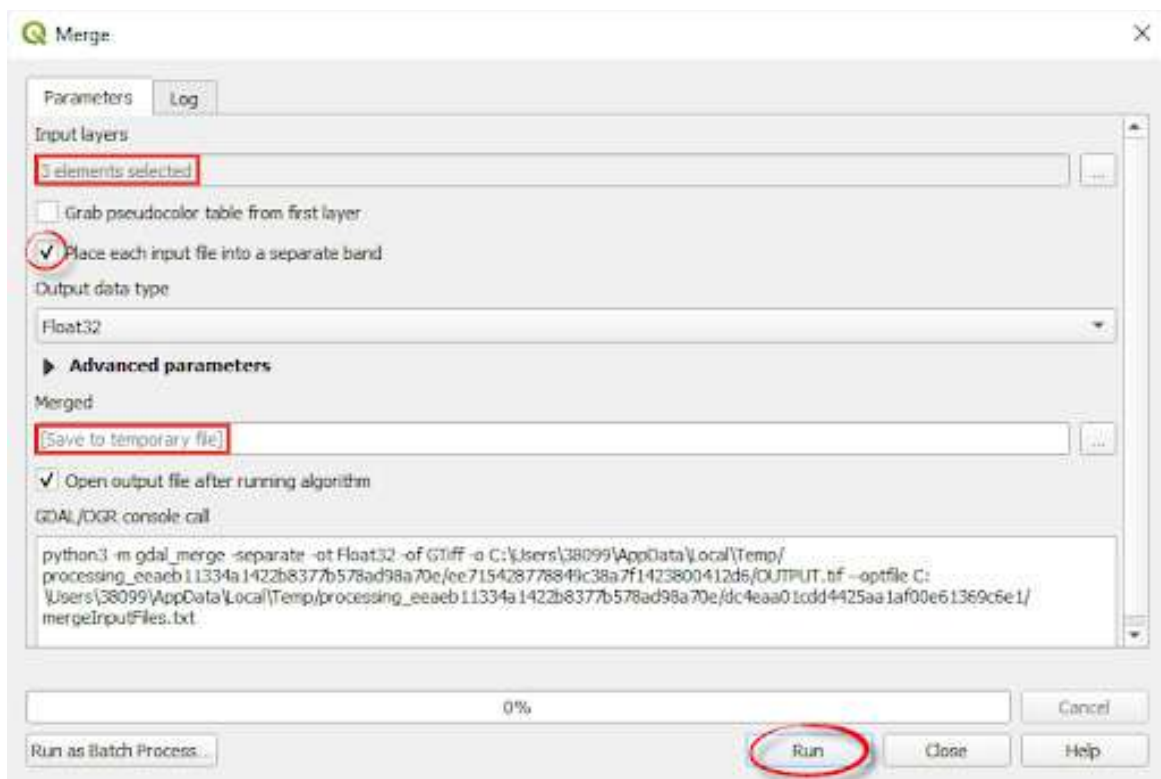 Merge
Parameters Log
Input layers
3 elements selected
...
Grab pseudocolor table from first layer
Place each input file into a separate band
Output data type
Float32
Advanced parameters
Merged
[Save to temporary file]
...
Open output file after running algorithm
GDAL/OGR console call
python3 -m gdal_merge -separate -ot Float32 -of GTiff -o C:\Users\38099\AppData\Local\Temp/
processing_eeaeb11334a1422b8377b578ad98a70e/ee715428778849c38a7f1423800412d6/OUTPUT.tif --optfile C:
\Users\38099\AppData\Local\Temp/processing_eeaeb11334a1422b8377b578ad98a70e/dc4eaa01cdd4425aa1af00e61369c6e1/
mergeInputFiles.txt
0%
Cancel
Run as Batch Process...
Run Close Help